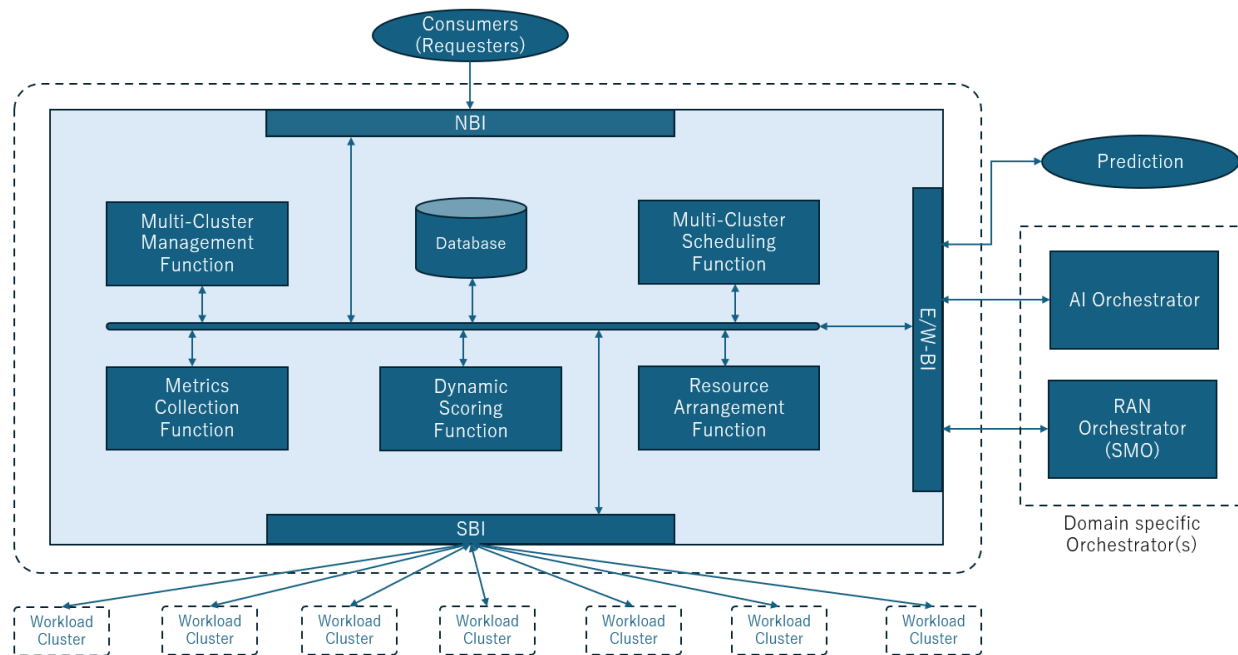 Consumers
(Requesters)
NBI
Prediction
Multi-Cluster
Management
Function
Database
Multi-Cluster
Scheduling
Function
E/W-BI
AI Orchestrator
Metrics
Collection
Function
Dynamic
Scoring
Function
Resource
Arrangement
Function
RAN
Orchestrator
(SMO)
SBI
Domain specific
Orchestrator(s)
Workload
Cluster
Workload
Cluster
Workload
Cluster
Workload
Cluster
Workload
Cluster
Workload
Cluster
Workload
Cluster